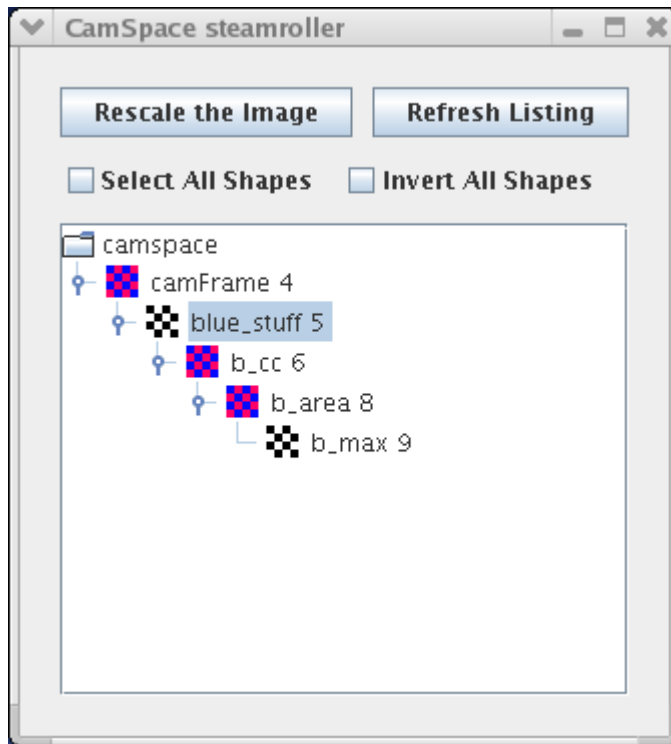 CamSpace steamroller
Rescale the Image Refresh Listing
Select All Shapes Invert All Shapes
camspace
camFrame 4
blue_stuff 5
b_cc 6
b_area 8
b_max 9